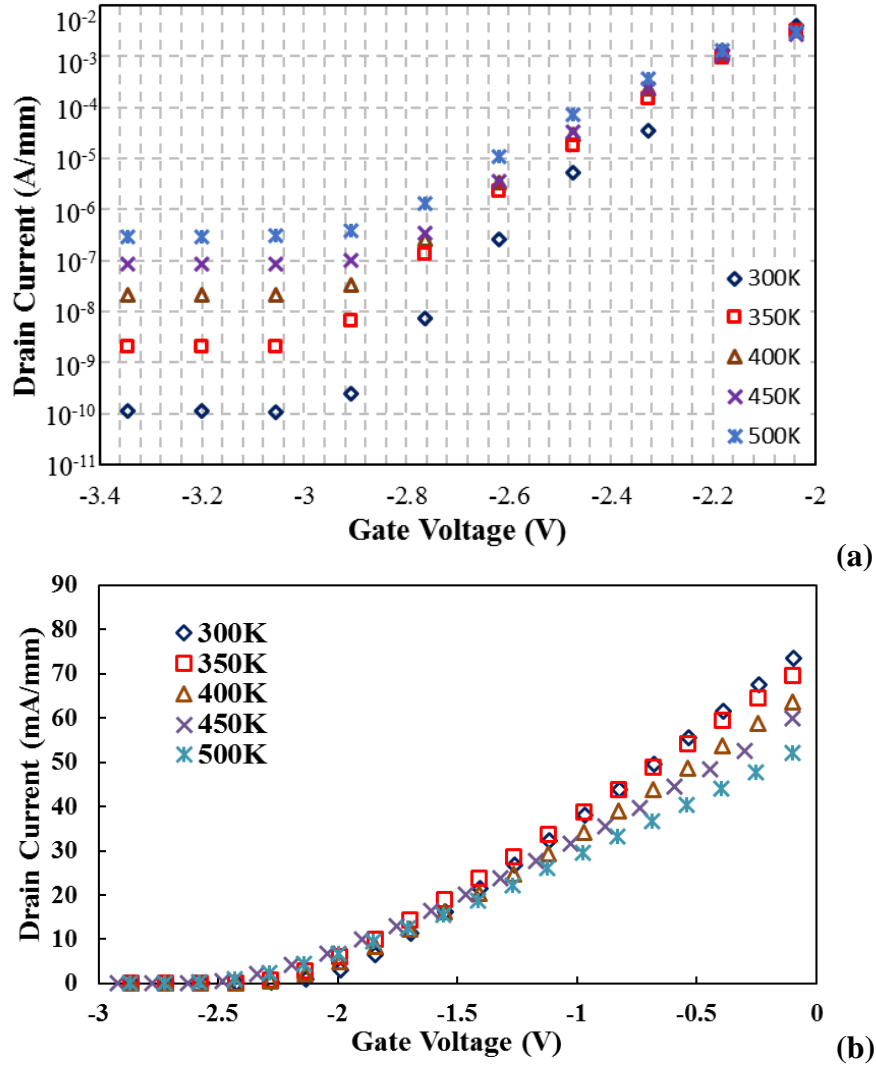 10⁻²
10⁻³
10⁻⁴
10⁻⁵
10⁻⁶
10⁻⁷
10⁻⁸
10⁻⁹
10⁻¹⁰
10⁻¹¹
Drain Current (A/mm)
300K
350K
400K
450K
500K
-3.4 -3.2 -3 -2.8 -2.6 -2.4 -2.2 -2
Gate Voltage (V)
(a)
90
80
70
60
50
40
30
20
10
0
Drain Current (mA/mm)
300K
350K
400K
450K
500K
-3 -2.5 -2 -1.5 -1 -0.5 0
Gate Voltage (V)
(b)